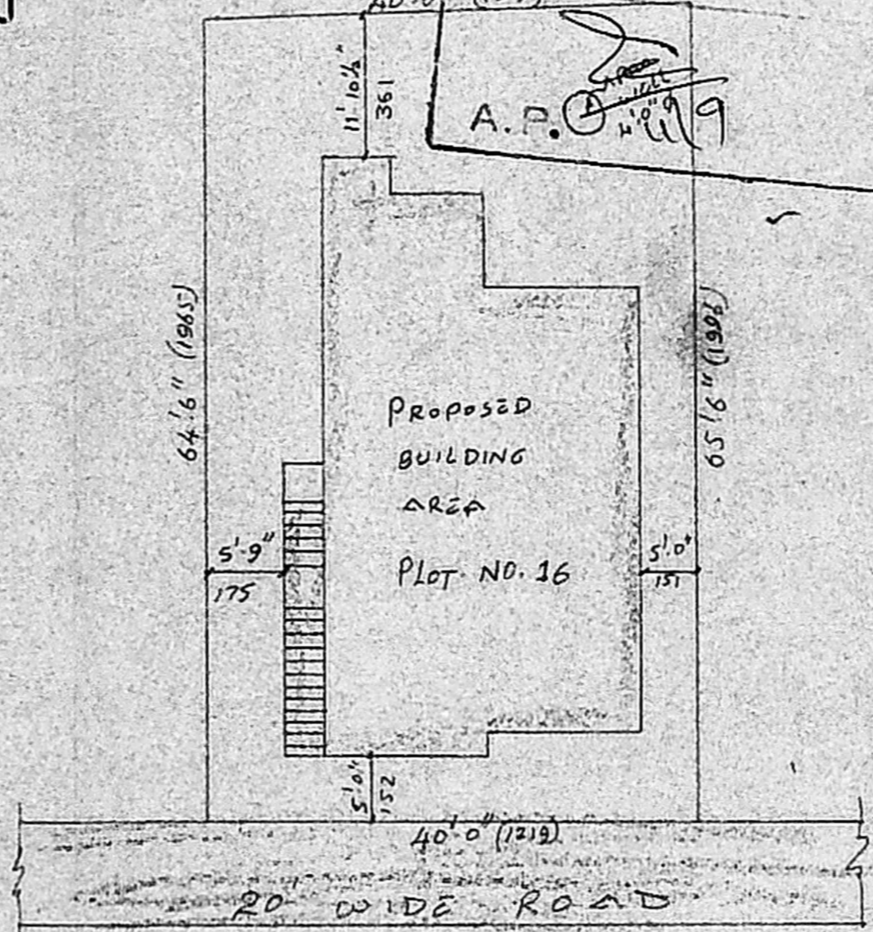 A.P.
11'10½"
361
64'6" (1965)
65'6" (1996)
PROPOSED
BUILDING
AREA
PLOT NO. 16
5'-9"
175
5'.0"
151
5'.0"
152
40'0" (1219)
20 WIDE ROAD